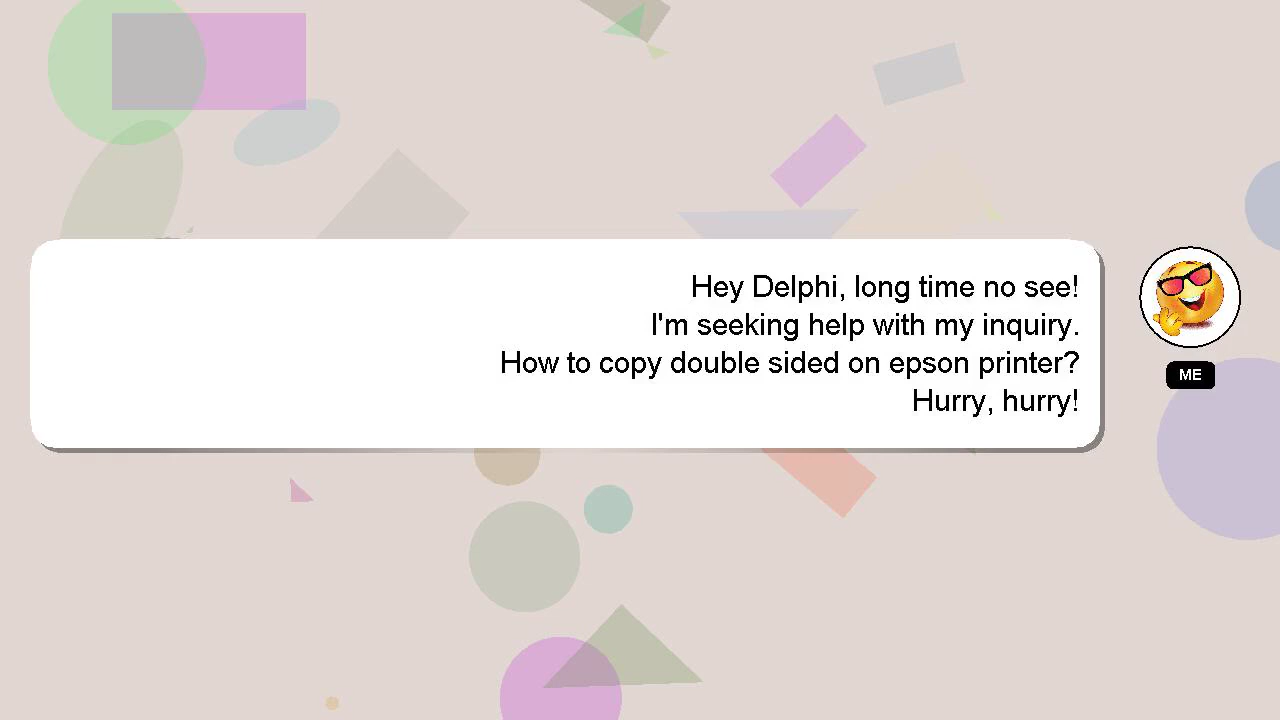 Hey Delphi, long time no see!
I'm seeking help with my inquiry.
How to copy double sided on epson printer?
Hurry, hurry!
ME